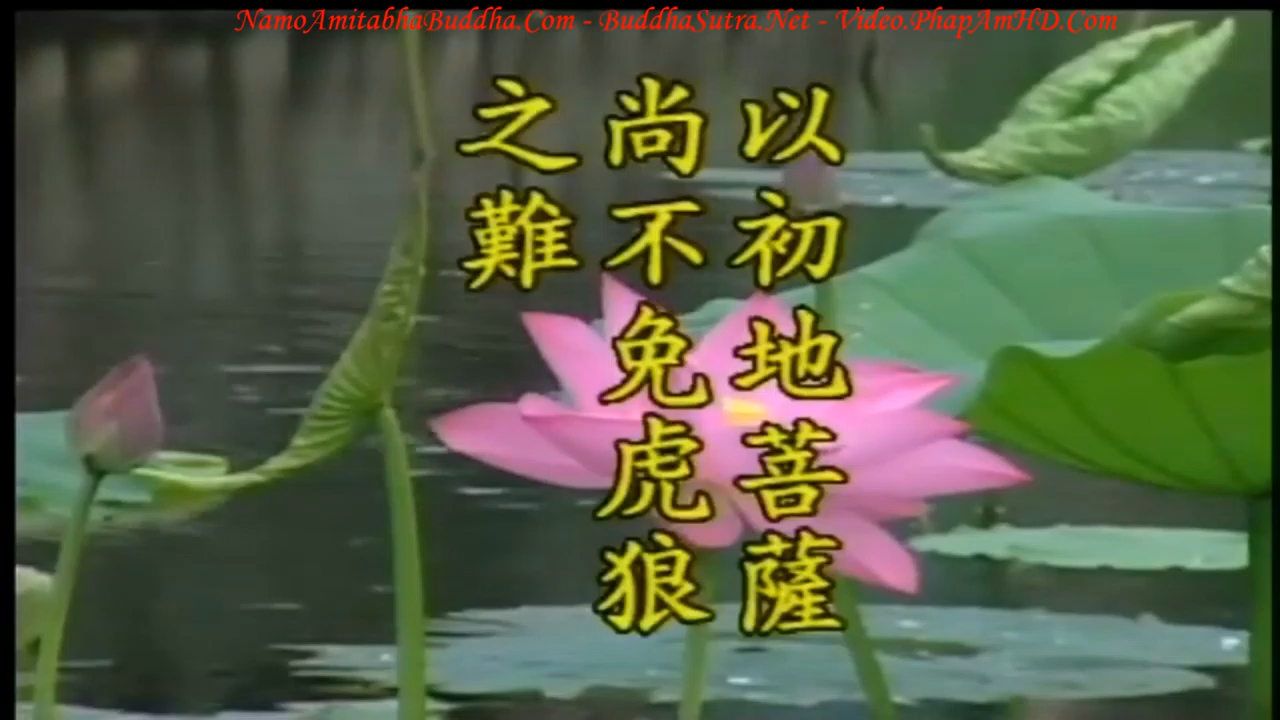 NamoAmitabhaBuddha.Com - BuddhaSutra.Net - Video.PhapAmHD.Com
以初地菩薩
尚不免虎狼
之難